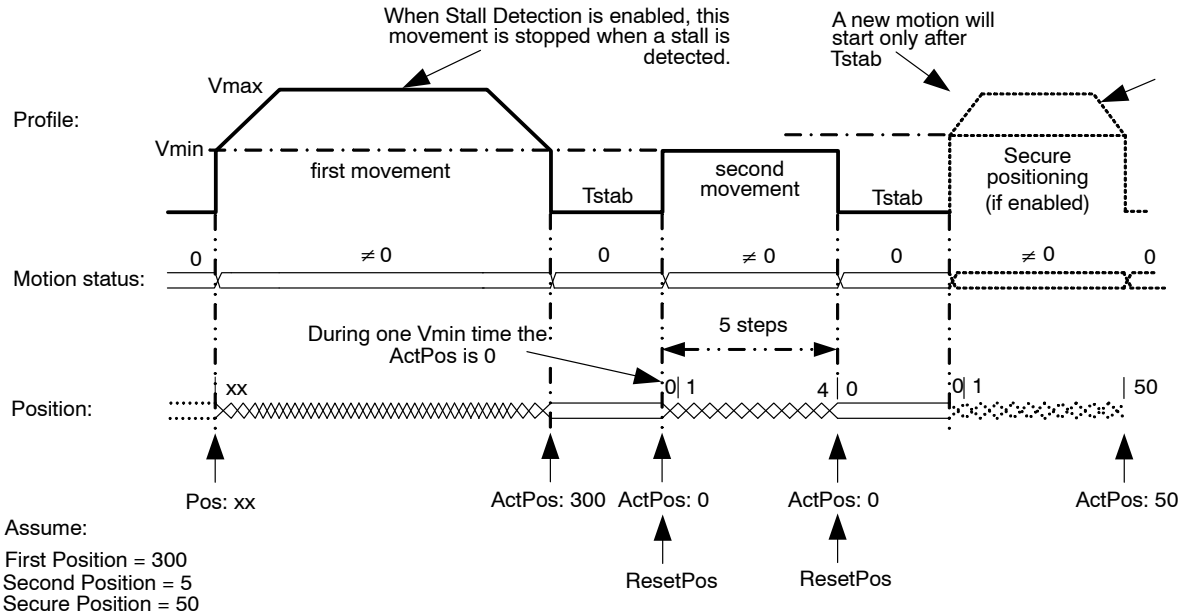 When Stall Detection is enabled, this
movement is stopped when a stall is
detected.
A new motion will
start only after
Tstab
Profile:
Vmax
Vmin
first movement
Tstab
second
movement
Tstab
Secure
positioning
(if enabled)
Motion status:
0
≠ 0
0
≠ 0
0
≠ 0
0
During one Vmin time the
ActPos is 0
5 steps
Position:
xx
0 1
4 0
0 1
50
Pos: xx
ActPos: 300
ActPos: 0
ActPos: 0
ActPos: 50
ResetPos
ResetPos
Assume:
First Position = 300
Second Position = 5
Secure Position = 50